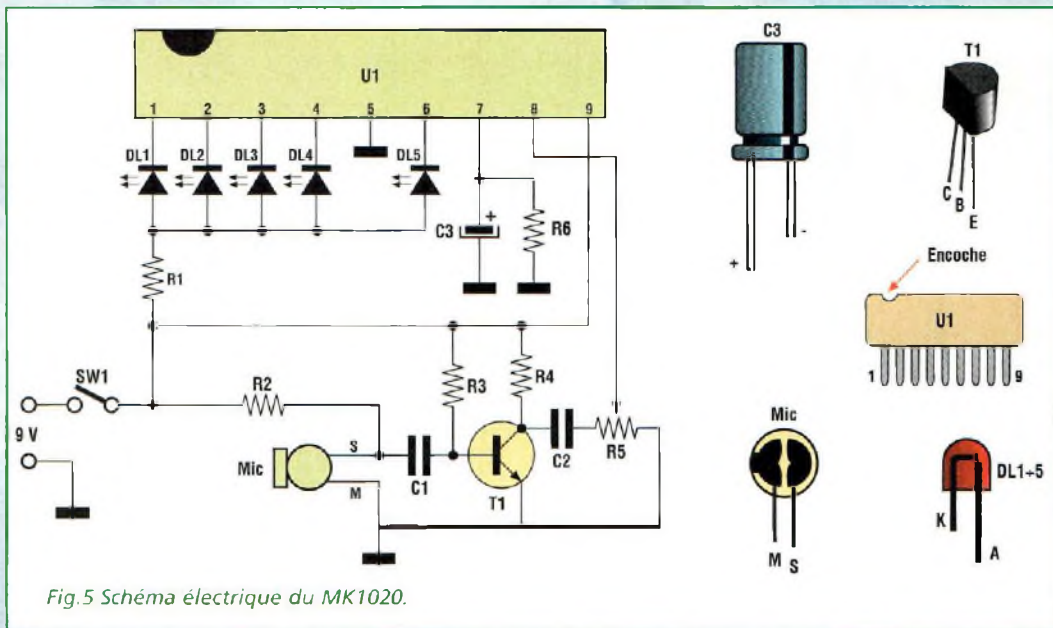 U1
1 2 3 4 5 6 7 8 9
DL1 DL2 DL3 DL4 DL5
C3 + R6
R1
SW1
R2 R3 R4
9 V
S
Mic C1 C2 R5
M T1
C3
+ -
T1
C B E
Encoche
U1
1 9
Mic
M S
DL1÷5
K A
Fig.5 Schéma électrique du MK1020.